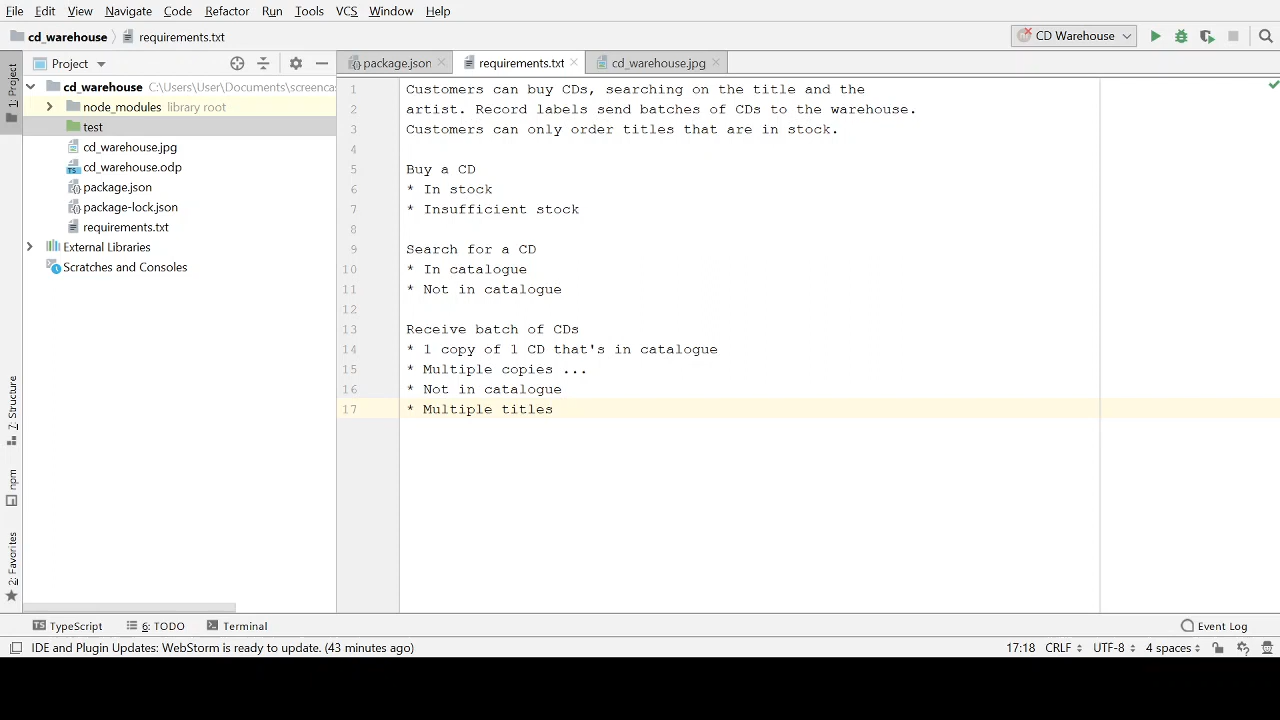 File Edit View Navigate Code Refactor Run Tools VCS Window Help
cd_warehouse requirements.txt CD Warehouse
Project package.json requirements.txt cd_warehouse.jpg
1: Project
7: Structure
npm
2: Favorites
cd_warehouse C:\Users\User\Documents\screenca
node_modules library root
test
cd_warehouse.jpg
cd_warehouse.odp
package.json
package-lock.json
requirements.txt
External Libraries
Scratches and Consoles
1 Customers can buy CDs, searching on the title and the
2 artist. Record labels send batches of CDs to the warehouse.
3 Customers can only order titles that are in stock.
4
5 Buy a CD
6 * In stock
7 * Insufficient stock
8
9 Search for a CD
10 * In catalogue
11 * Not in catalogue
12
13 Receive batch of CDs
14 * 1 copy of 1 CD that's in catalogue
15 * Multiple copies ...
16 * Not in catalogue
17 * Multiple titles
TypeScript 6: TODO Terminal Event Log
IDE and Plugin Updates: WebStorm is ready to update. (43 minutes ago) 17:18 CRLF UTF-8 4 spaces